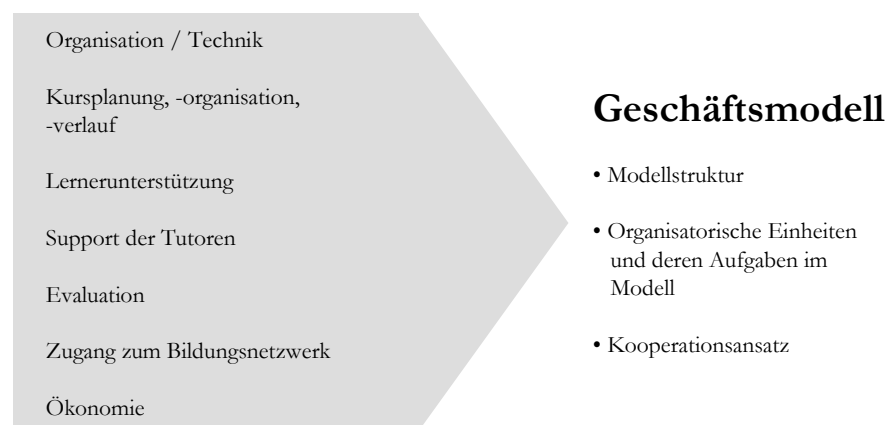 Organisation / Technik
Kursplanung, -organisation,
-verlauf
Lernerunterstützung
Support der Tutoren
Evaluation
Zugang zum Bildungsnetzwerk
Ökonomie
Geschäftsmodell
• Modellstruktur
• Organisatorische Einheiten
und deren Aufgaben im
Modell
• Kooperationsansatz